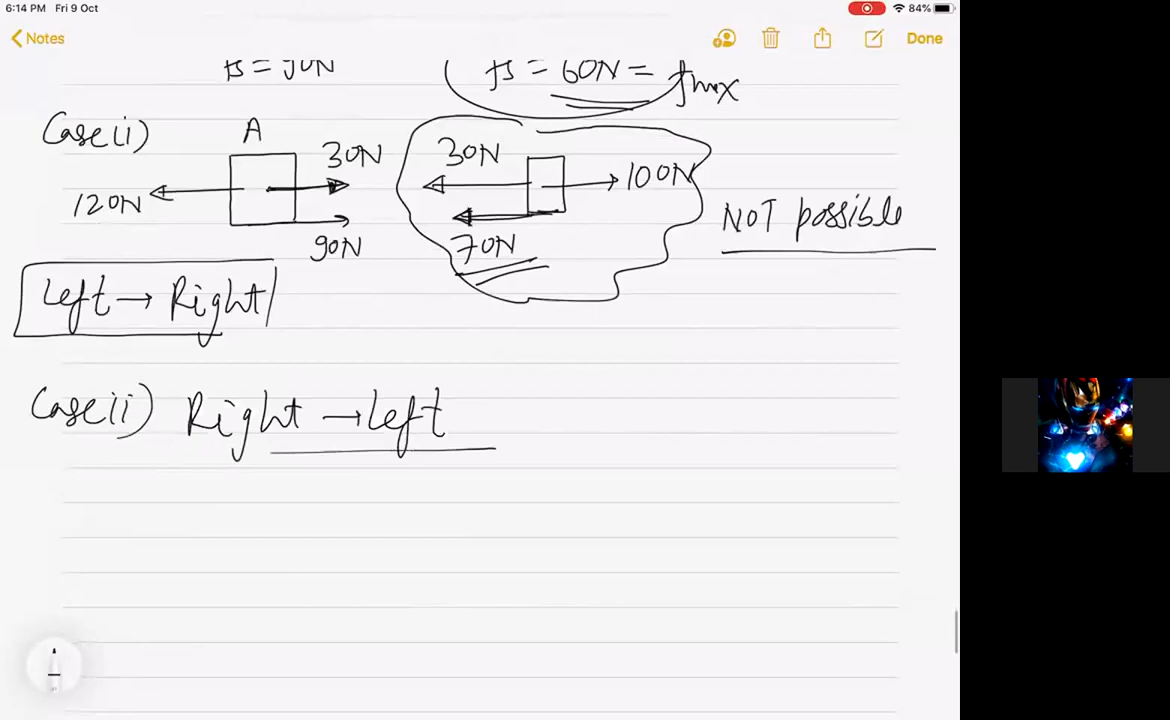 6:14 PM Fri 9 Oct
84%
Notes
Done
fs = 30N
fs = 60N = fmax
Case(i)
A
30N
120N
90N
30N
100N
70N
NOT possible
Left → Right
Case(ii) Right → Left